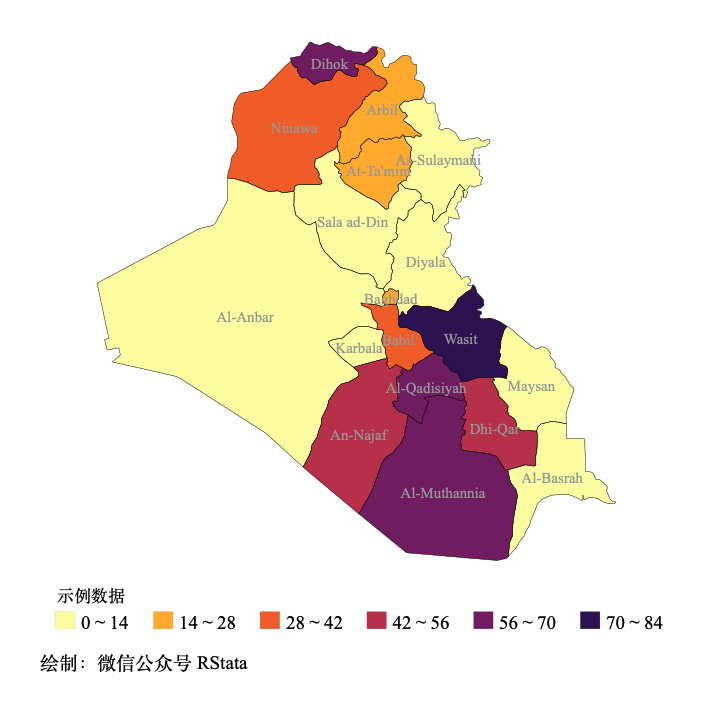 Dihok
Arbil
Ninawa
As-Sulaymani
At-Ta'mim
Sala ad-Din
Diyala
Baghdad
Al-Anbar
Babil
Wasit
Karbala
Al-Qadisiyah
Maysan
An-Najaf
Dhi-Qar
Al-Basrah
Al-Muthannia
示例数据
0 ~ 14 14 ~ 28 28 ~ 42 42 ~ 56 56 ~ 70 70 ~ 84
绘制：微信公众号 RStata